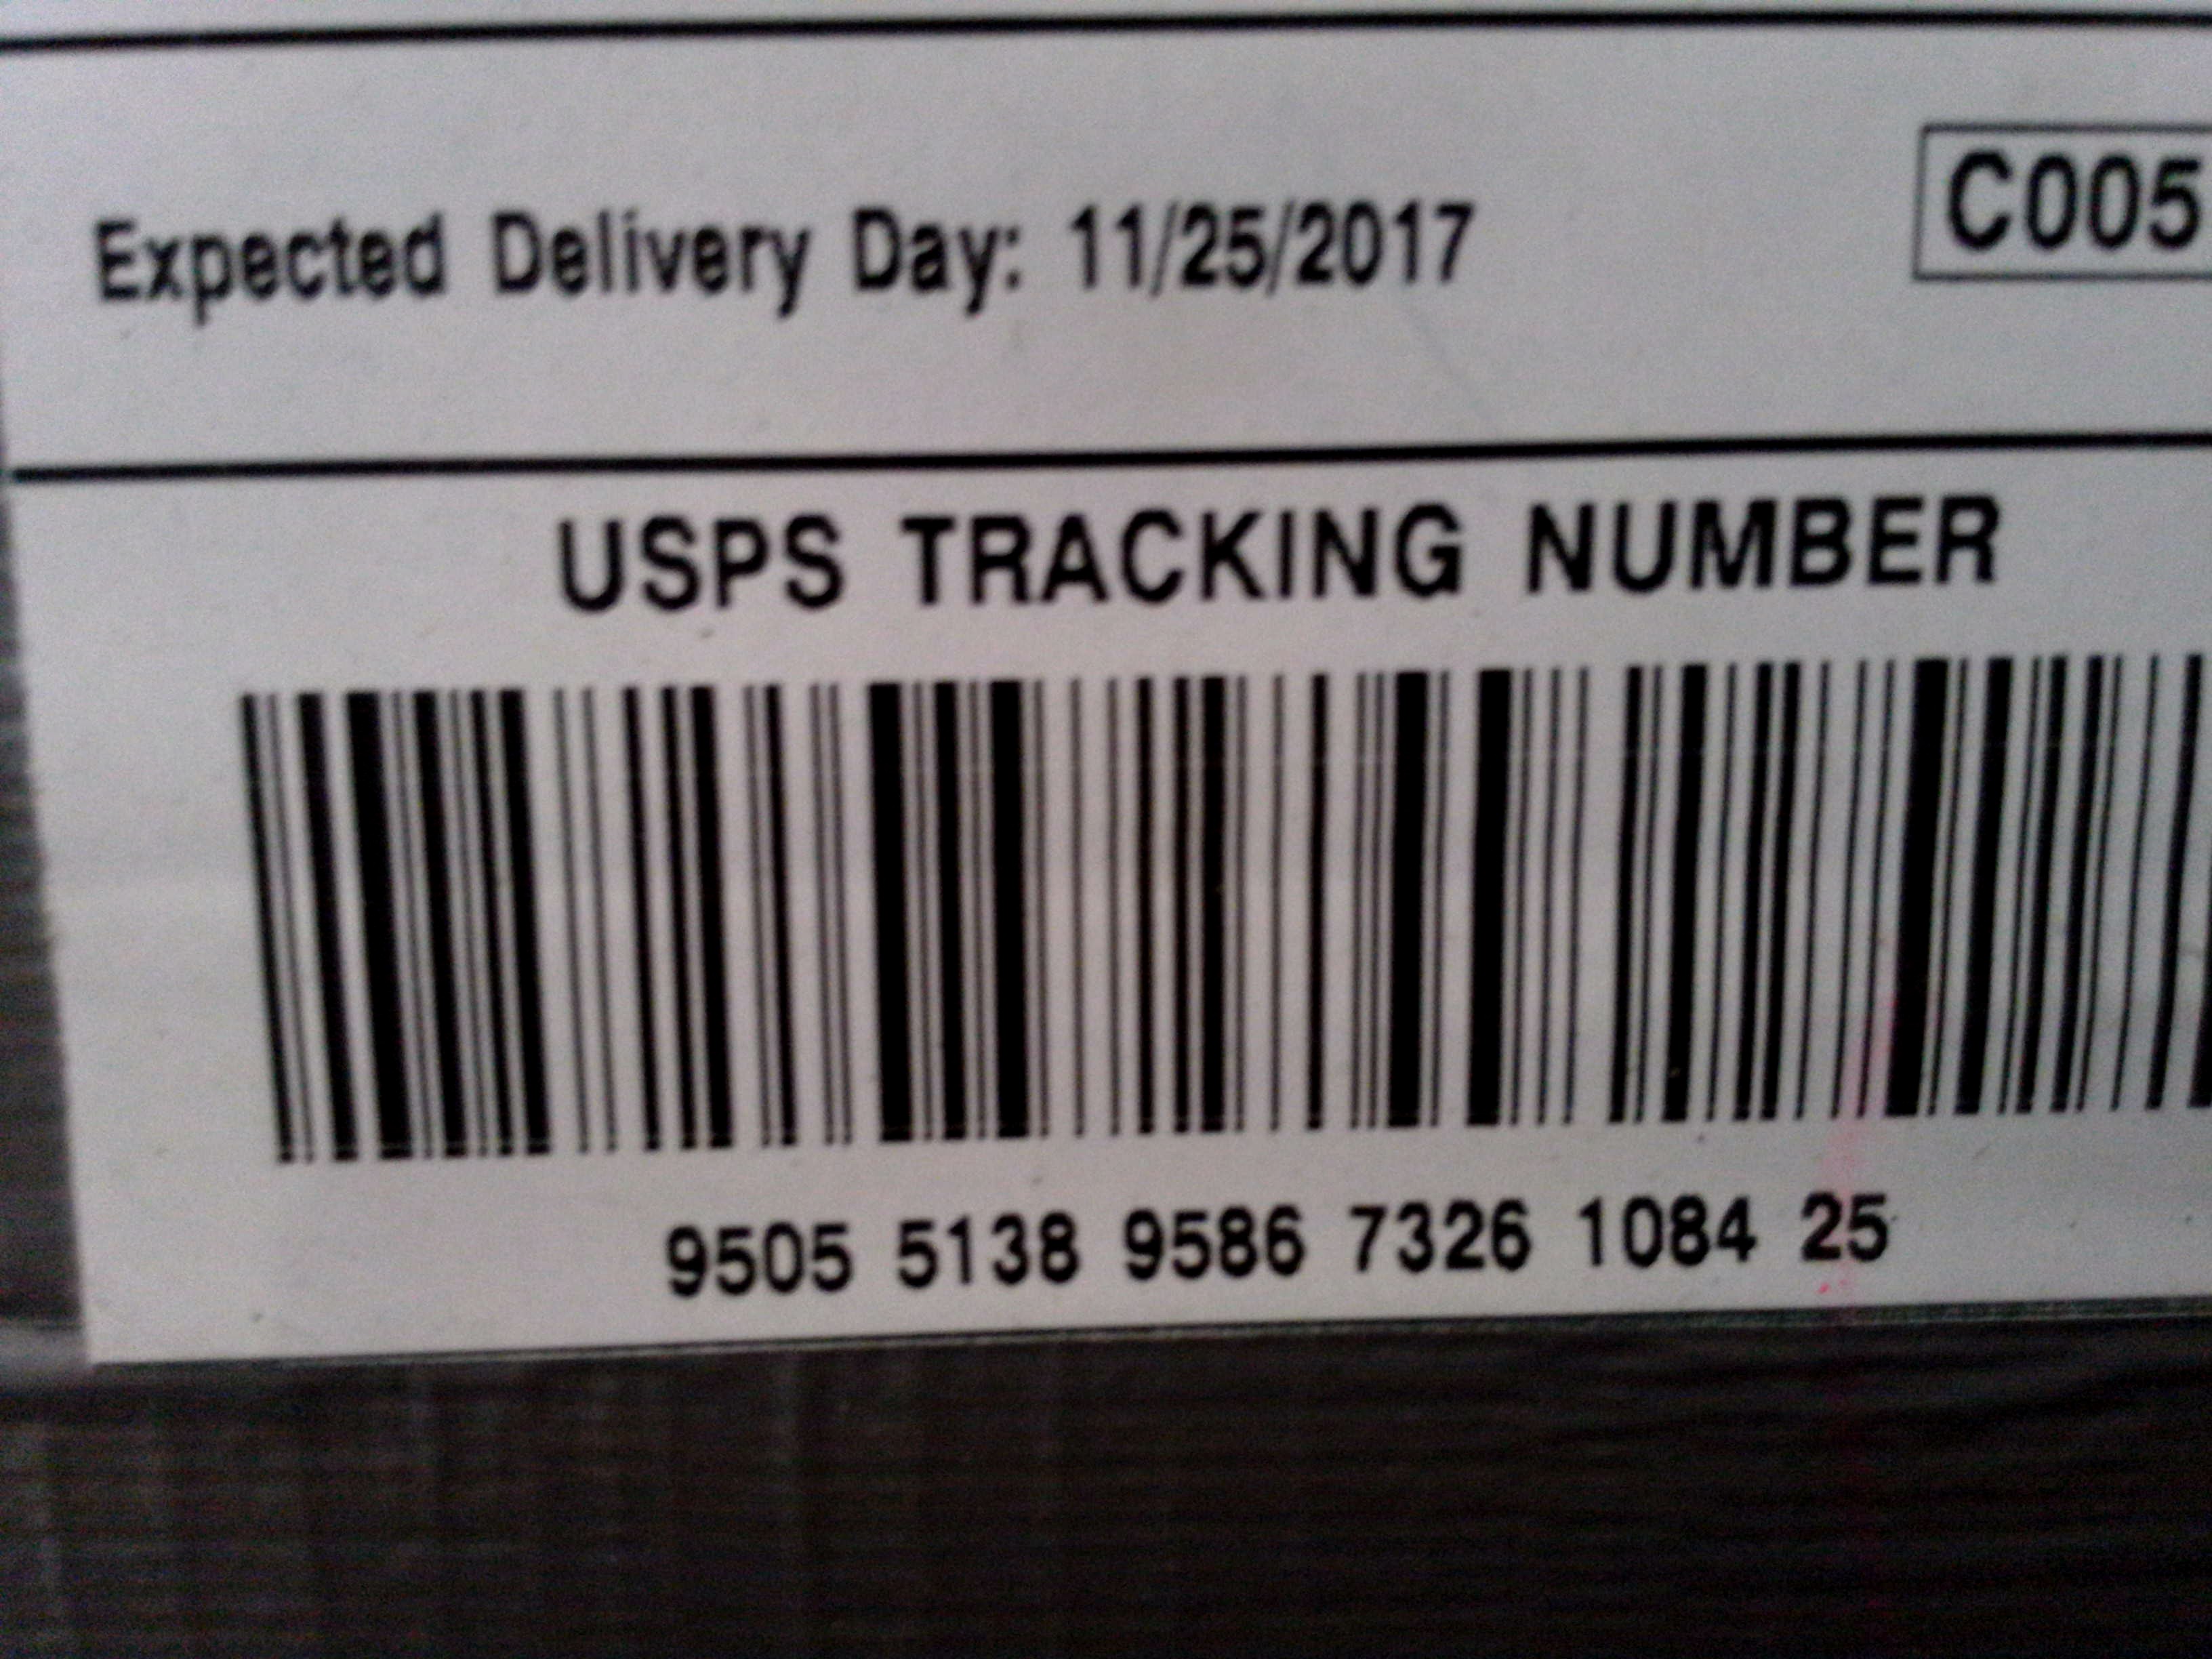 Expected Delivery Day: 11/25/2017
C005
USPS TRACKING NUMBER
9505 5138 9586 7326 1084 25